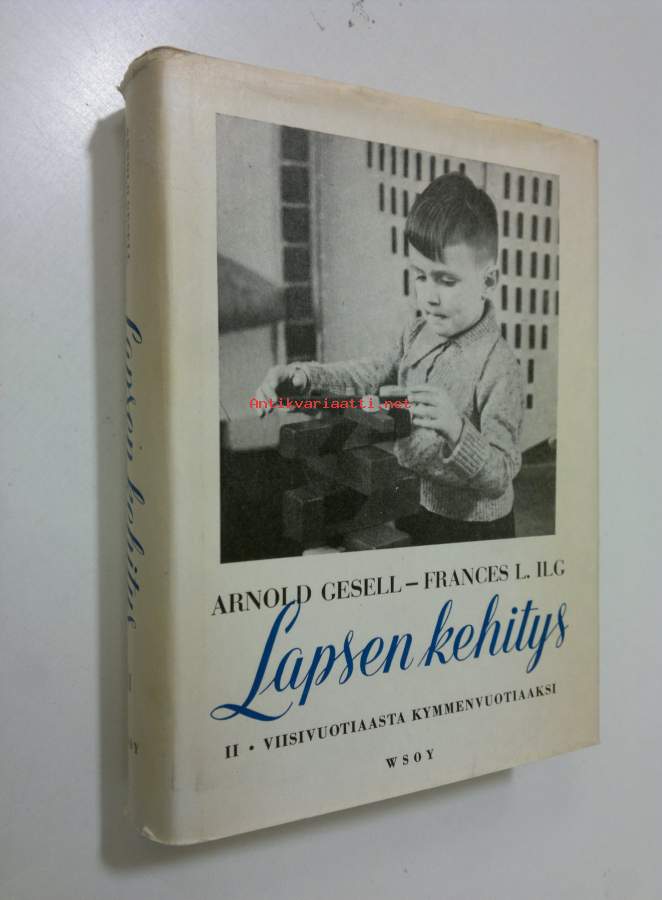 Antikvariaatti.net
ARNOLD GESELL – FRANCES L. ILG
Lapsen kehitys
II • VIISIVUOTIAASTA KYMMENVUOTIAAKSI
WSOY
Lapsen kehitys